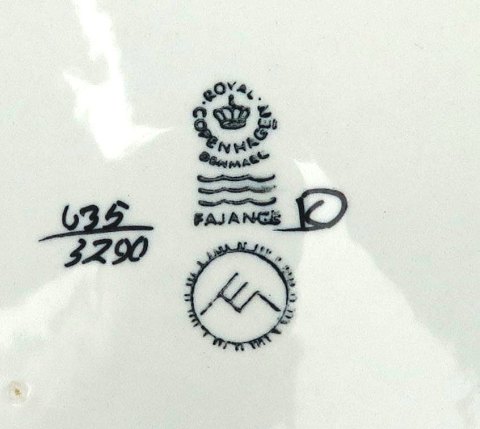 ROYAL COPENHAGEN
DENMARK
FAJANCE
635
3290